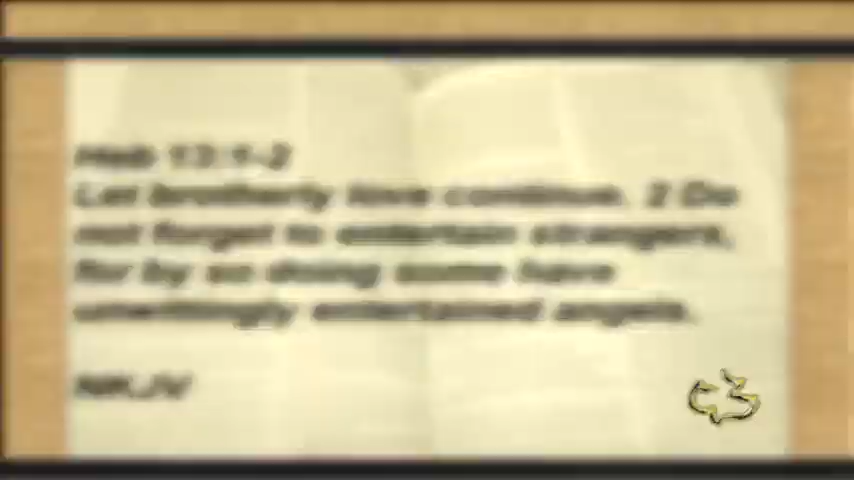 Heb 13:1-2
Let brotherly love continue. 2 Do
not forget to entertain strangers,
for by so doing some have
unwittingly entertained angels.
NKJV